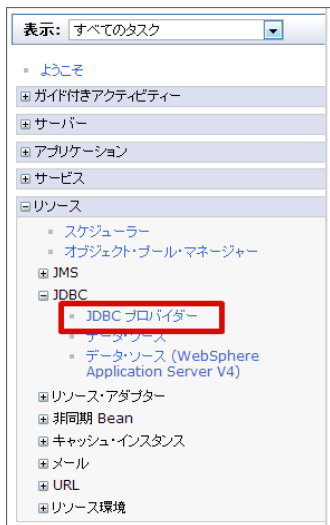 表示: すべてのタスク
ようこそ
ガイド付きアクティビティー
サーバー
アプリケーション
サービス
リソース
スケジューラー
オブジェクト・プール・マネージャー
JMS
JDBC
JDBC プロバイダー
データ・ソース
データ・ソース (WebSphere
Application Server V4)
リソース・アダプター
非同期 Bean
キャッシュ・インスタンス
メール
URL
リソース環境